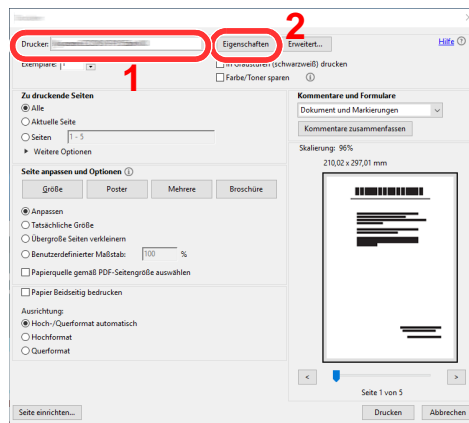 2
Drucker:
Eigenschaften
Erweitert...
Hilfe
1
Exemplare: 1
In Graustufen (schwarzweiß) drucken
Farbe/Toner sparen
Zu druckende Seiten
Alle
Aktuelle Seite
Seiten 1 - 5
Weitere Optionen
Kommentare und Formulare
Dokument und Markierungen
Kommentare zusammenfassen
Skalierung: 96%
210,02 x 297,01 mm
Seite anpassen und Optionen
Größe Poster Mehrere Broschüre
Anpassen
Tatsächliche Größe
Übergroße Seiten verkleinern
Benutzerdefinierter Maßstab: 100 %
Papierquelle gemäß PDF-Seitengröße auswählen
Papier Beidseitig bedrucken
Ausrichtung:
Hoch-/Querformat automatisch
Hochformat
Querformat
< >
Seite 1 von 5
Seite einrichten...
Drucken
Abbrechen